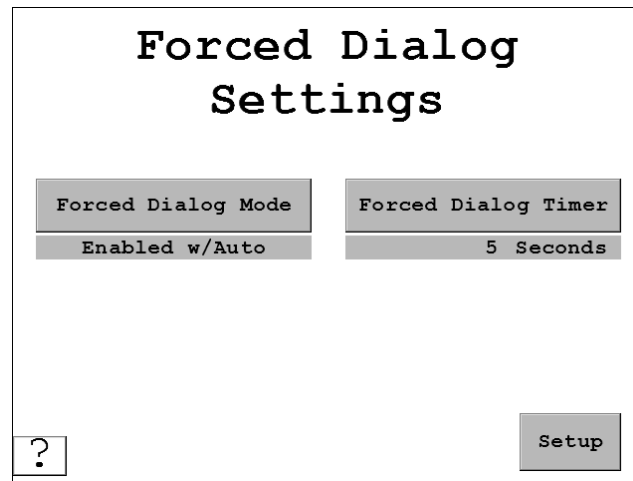 Forced Dialog
Settings
Forced Dialog Mode
Forced Dialog Timer
Enabled w/Auto
5 Seconds
Setup
?